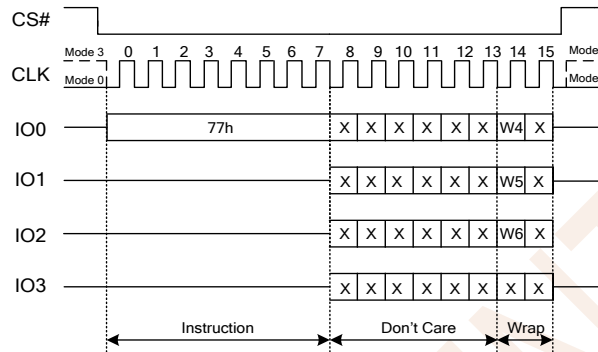 CS#
Mode 3 0 1 2 3 4 5 6 7 8 9 10 11 12 13 14 15 Mode
CLK
Mode 0 Mode
IO0 77h X X X X X X W4 X
IO1 X X X X X X W5 X
IO2 X X X X X X W6 X
IO3 X X X X X X X X
Instruction Don't Care Wrap